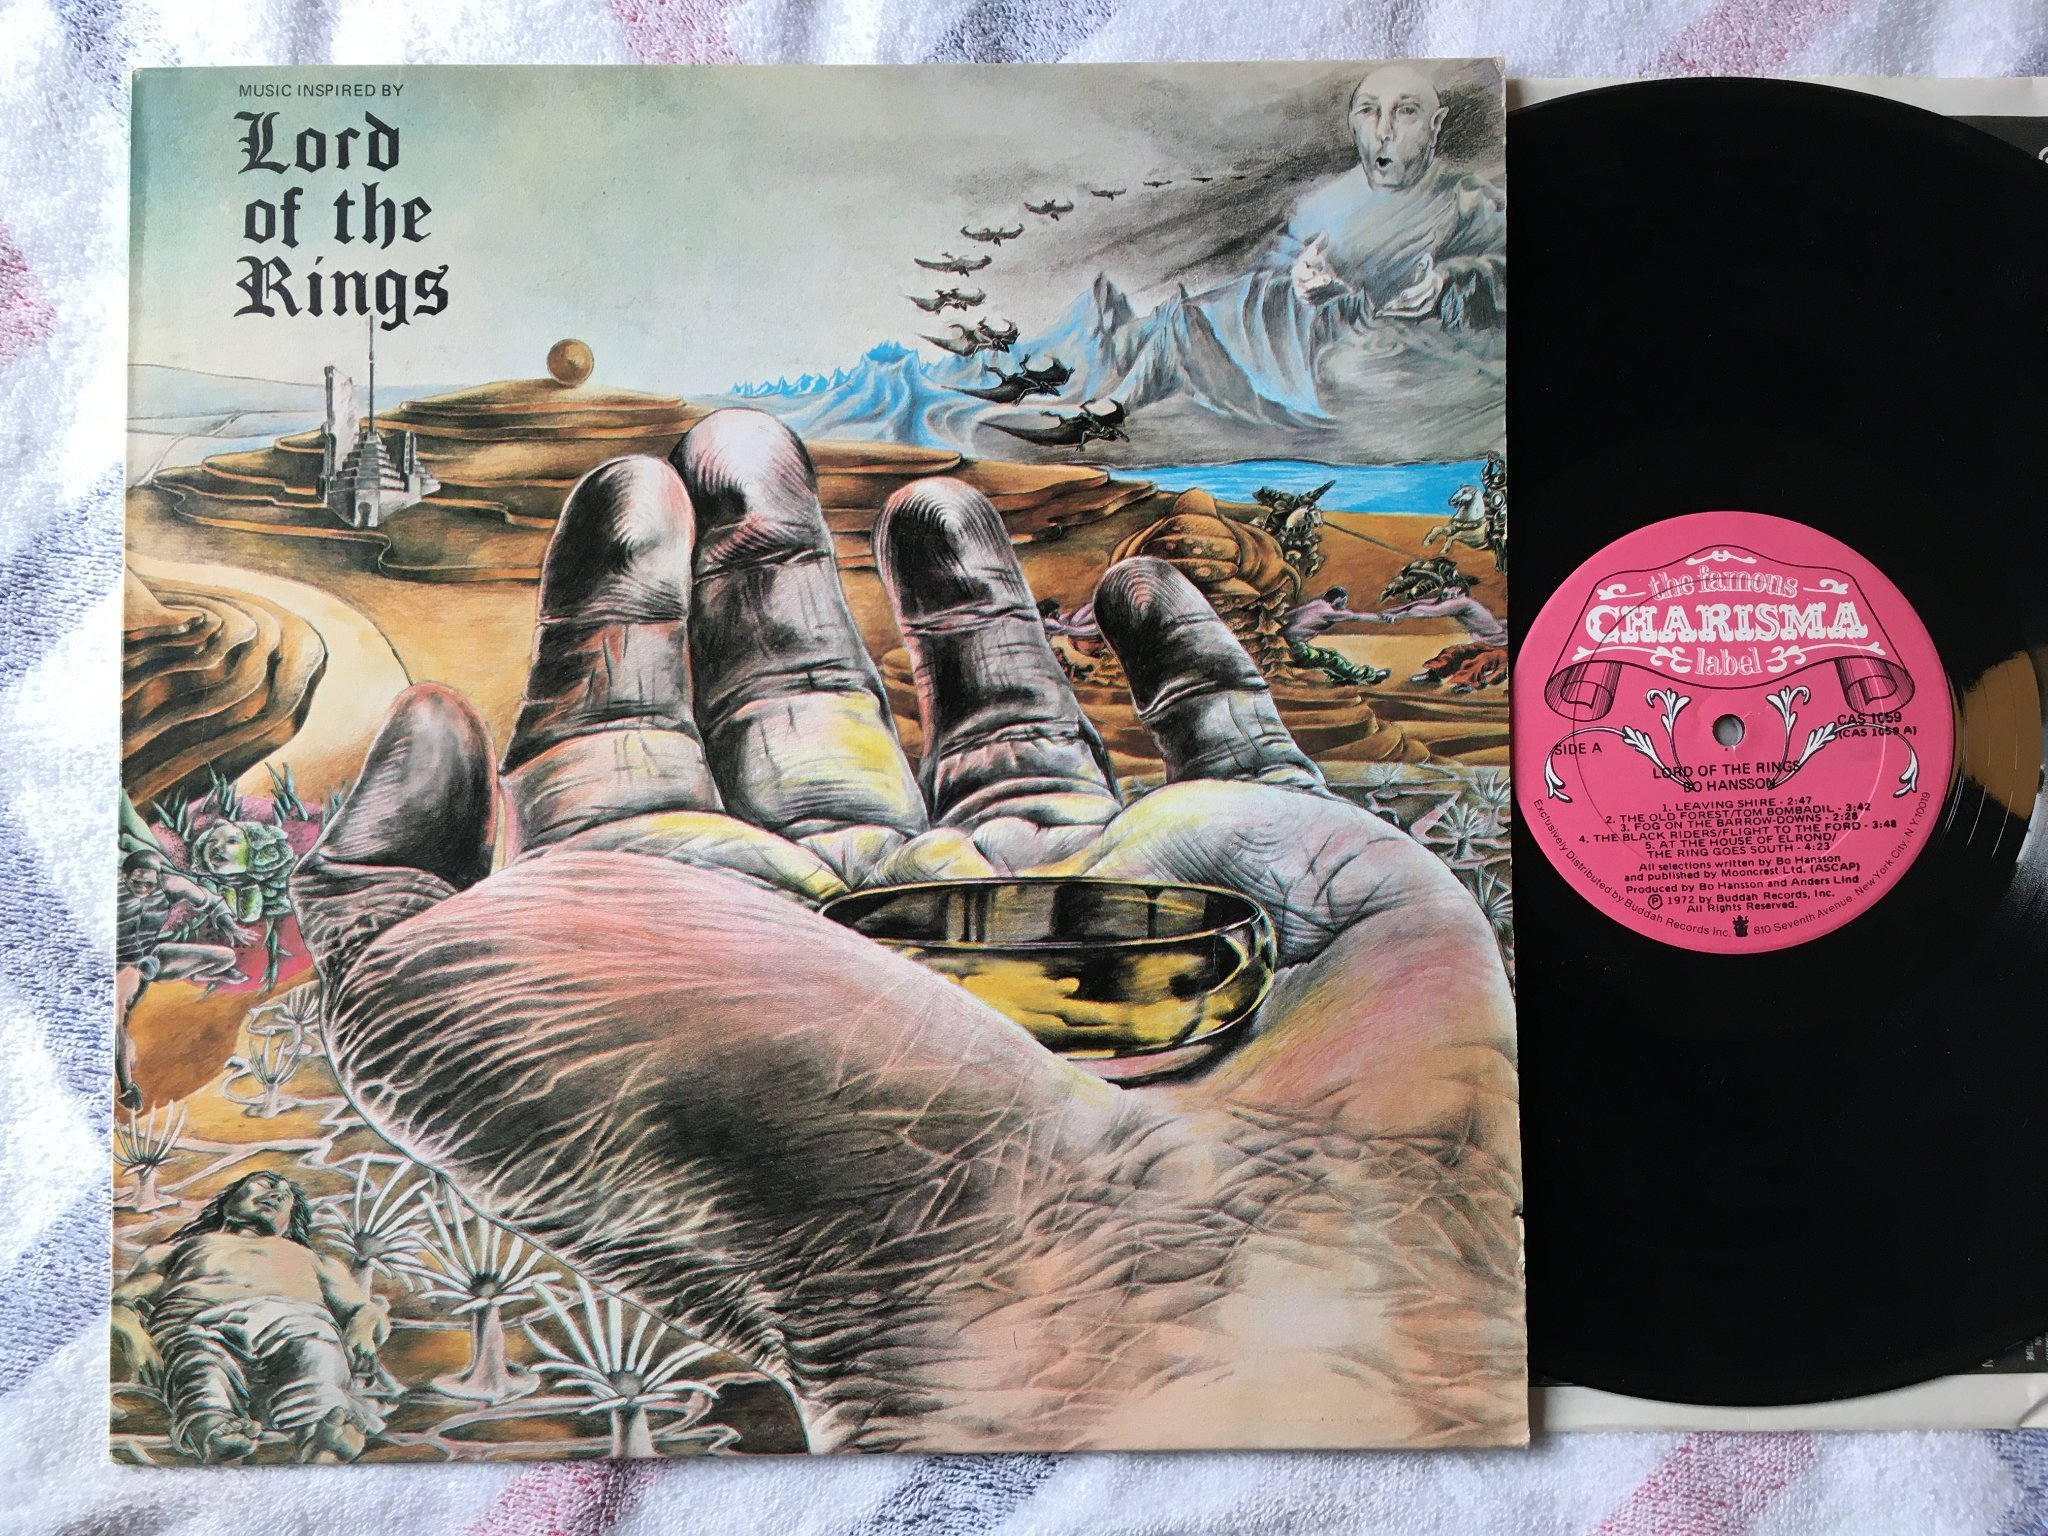 MUSIC INSPIRED BY
Lord
of the
Rings
the famous
CHARISMA
label
CAS 1059
(CAS 1059 A)
SIDE A
LORD OF THE RINGS
BO HANSSON
1. LEAVING SHIRE - 2:47
2. THE OLD FOREST/TOM BOMBADIL - 3:42
3. FOG ON THE BARROW-DOWNS - 2:28
4. THE BLACK RIDERS/FLIGHT TO THE FORD - 3:48
5. AT THE HOUSE OF ELROND/
THE RING GOES SOUTH - 4:23
All selections written by Bo Hansson
and published by Mooncrest Ltd. (ASCAP)
Produced by Bo Hansson and Anders Lind
Ⓟ 1972 by Buddah Records, Inc.
All Rights Reserved.
Exclusively Distributed by Buddah Records Inc. 810 Seventh Avenue, New York City, N.Y. 10019